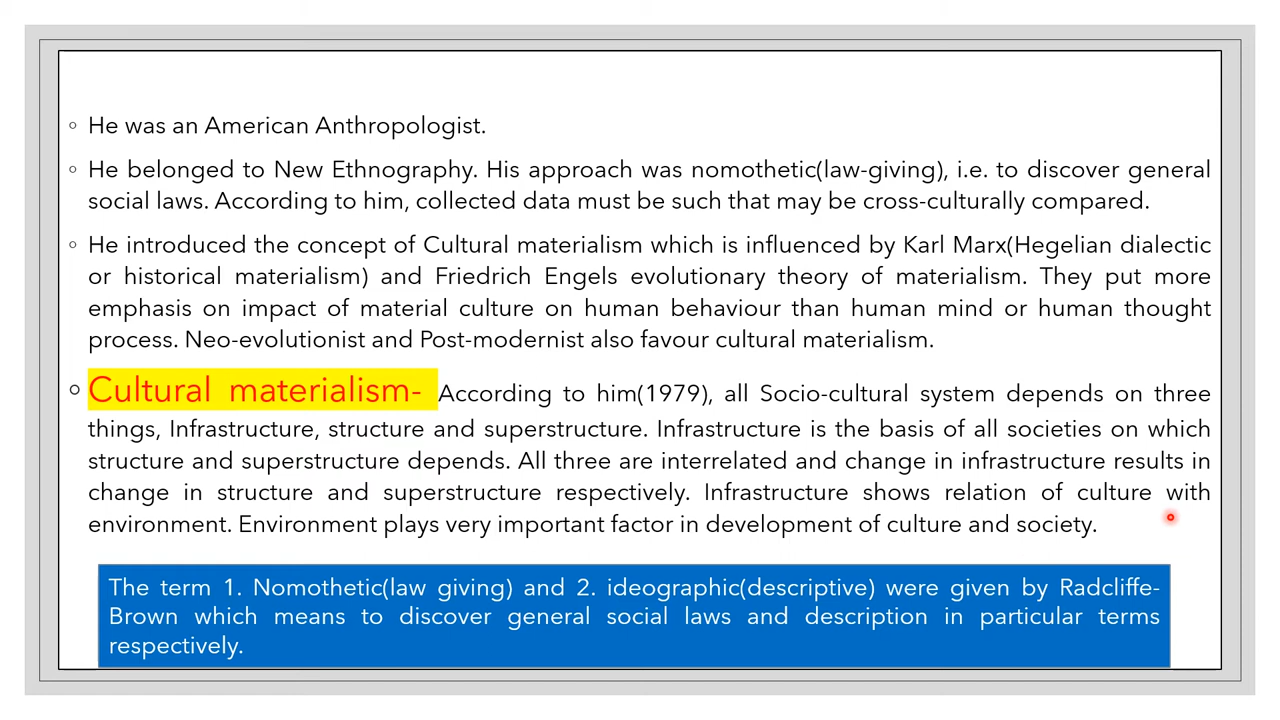 He was an American Anthropologist.
He belonged to New Ethnography. His approach was nomothetic(law-giving), i.e. to discover general
social laws. According to him, collected data must be such that may be cross-culturally compared.
He introduced the concept of Cultural materialism which is influenced by Karl Marx(Hegelian dialectic
or historical materialism) and Friedrich Engels evolutionary theory of materialism. They put more
emphasis on impact of material culture on human behaviour than human mind or human thought
process. Neo-evolutionist and Post-modernist also favour cultural materialism.
Cultural materialism- According to him(1979), all Socio-cultural system depends on three
things, Infrastructure, structure and superstructure. Infrastructure is the basis of all societies on which
structure and superstructure depends. All three are interrelated and change in infrastructure results in
change in structure and superstructure respectively. Infrastructure shows relation of culture with
environment. Environment plays very important factor in development of culture and society.
The term 1. Nomothetic(law giving) and 2. ideographic(descriptive) were given by Radcliffe-
Brown which means to discover general social laws and description in particular terms
respectively.